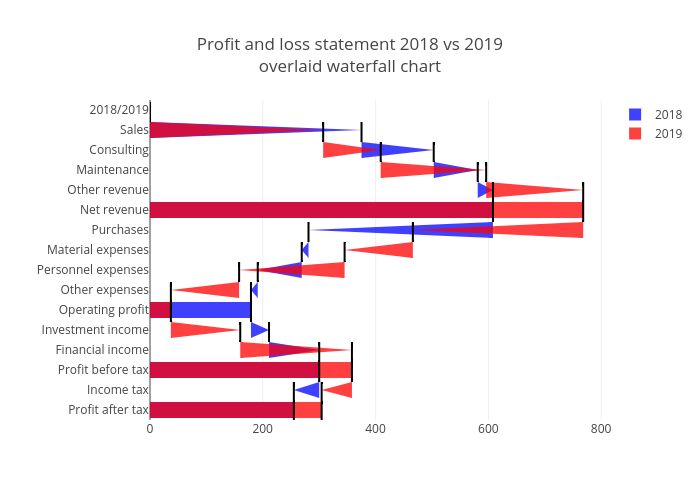 Profit and loss statement 2018 vs 2019
overlaid waterfall chart
2018/2019
Sales
Consulting
Maintenance
Other revenue
Net revenue
Purchases
Material expenses
Personnel expenses
Other expenses
Operating profit
Investment income
Financial income
Profit before tax
Income tax
Profit after tax
0
200
400
600
800
2018
2019